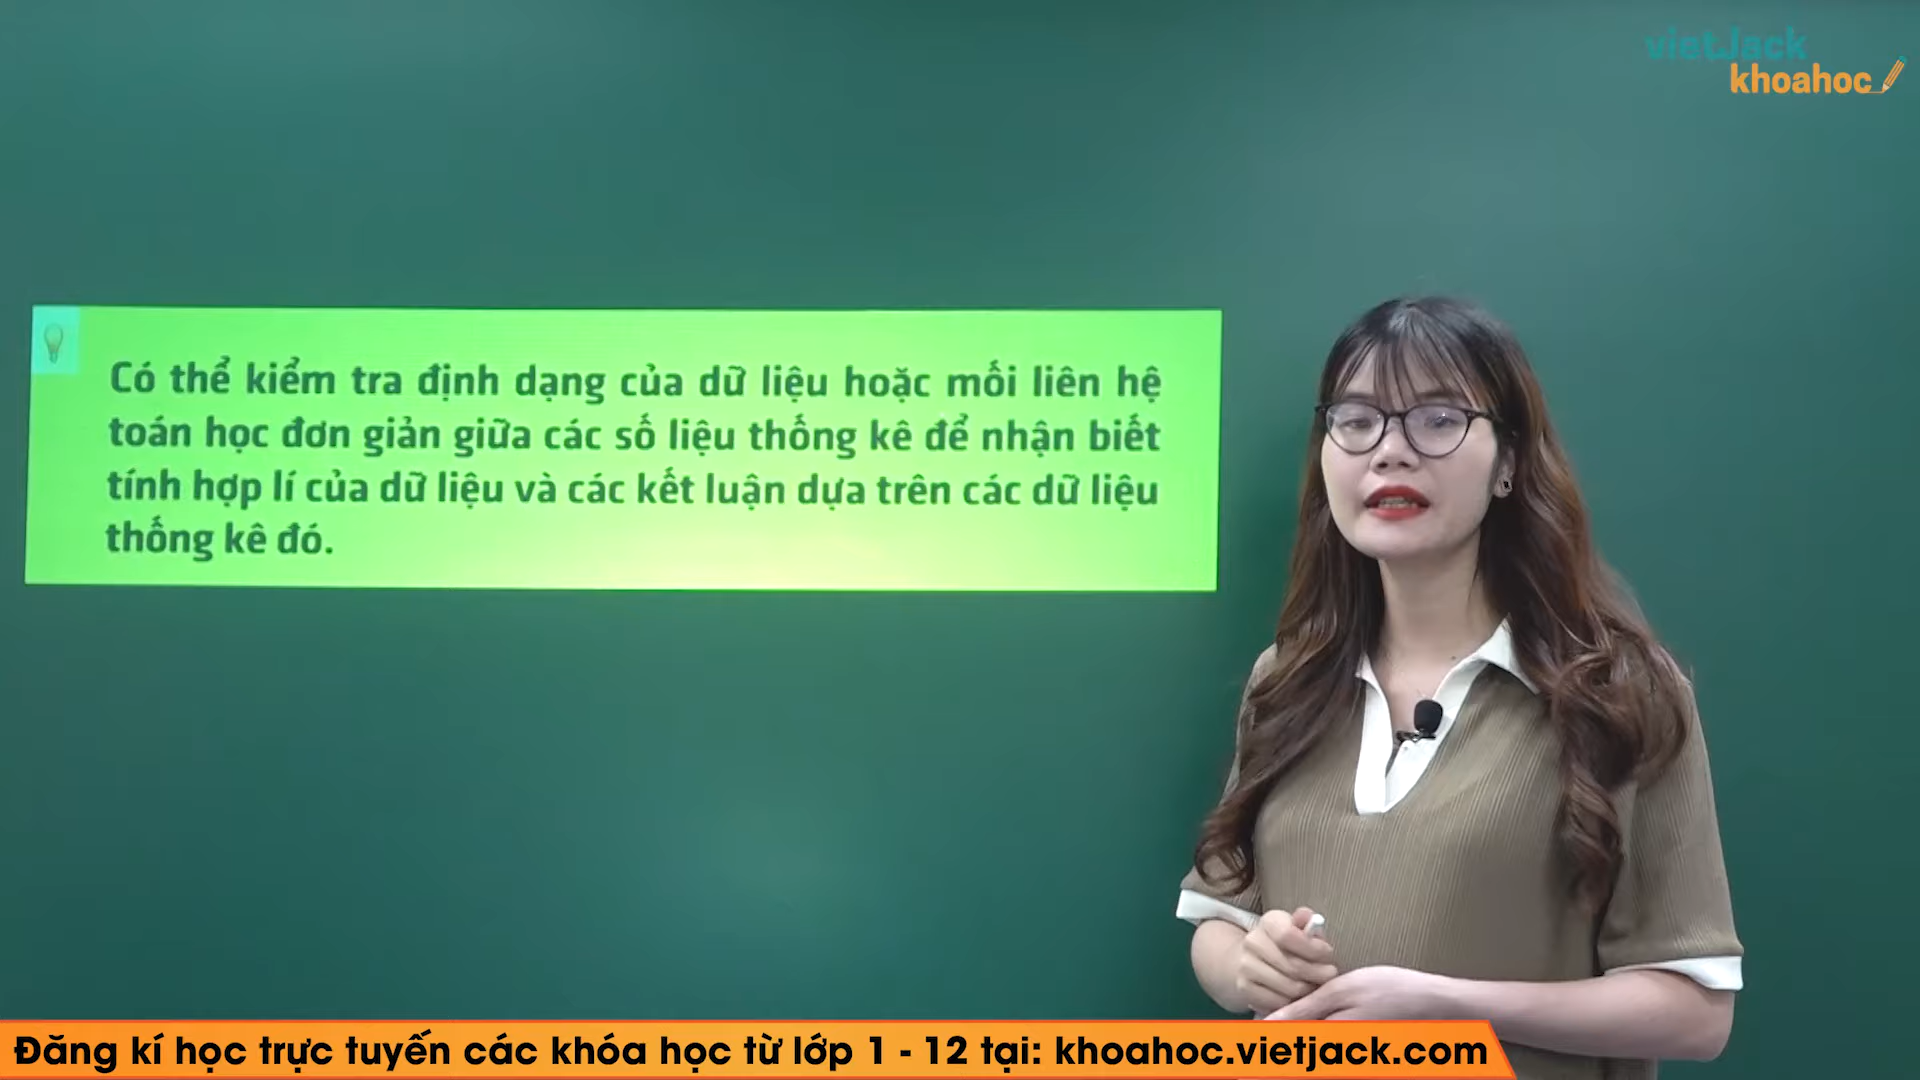 vietJack
khoahoc
Có thể kiểm tra định dạng của dữ liệu hoặc mối liên hệ
toán học đơn giản giữa các số liệu thống kê để nhận biết
tính hợp lí của dữ liệu và các kết luận dựa trên các dữ liệu
thống kê đó.
Đăng kí học trực tuyến các khóa học từ lớp 1 - 12 tại: khoahoc.vietjack.com